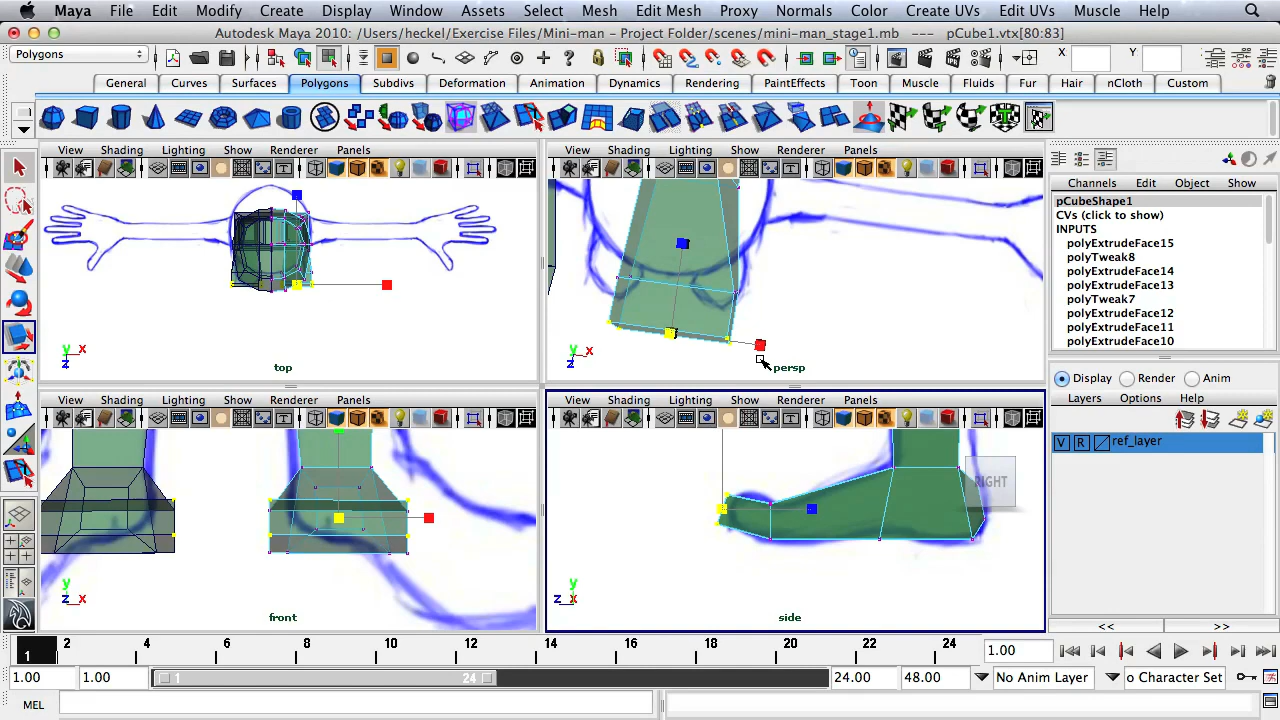 Maya File Edit Modify Create Display Window Assets Select Mesh Edit Mesh Proxy Normals Color Create UVs Edit UVs Muscle Help
Autodesk Maya 2010: /Users/heckel/Exercise Files/Mini-man - Project Folder/scenes/mini-man_stage1.mb --- pCube1.vtx[80:83]
Polygons X Y
General Curves Surfaces Polygons Subdivs Deformation Animation Dynamics Rendering PaintEffects Toon Muscle Fluids Fur Hair nCloth Custom
View Shading Lighting Show Renderer Panels
View Shading Lighting Show Renderer Panels
Channels Edit Object Show
pCubeShape1
CVs (click to show)
INPUTS
polyExtrudeFace15
polyTweak8
polyExtrudeFace14
polyExtrudeFace13
polyTweak7
polyExtrudeFace12
polyExtrudeFace11
polyExtrudeFace10
y x z
top
y x z
persp
Display Render Anim
Layers Options Help
V R ref_layer
View Shading Lighting Show Renderer Panels
View Shading Lighting Show Renderer Panels
RIGHT
y z x
front
y z x
side
<< >>
1 2 4 6 8 10 12 14 16 18 20 22 24
1.00
1.00 1.00 1 24 24.00 48.00 No Anim Layer o Character Set
MEL